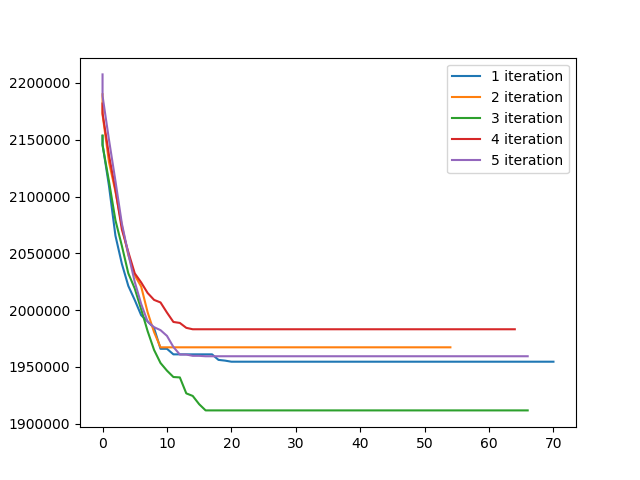 2200000
2150000
2100000
2050000
2000000
1950000
1900000
0 10 20 30 40 50 60 70
1 iteration
2 iteration
3 iteration
4 iteration
5 iteration